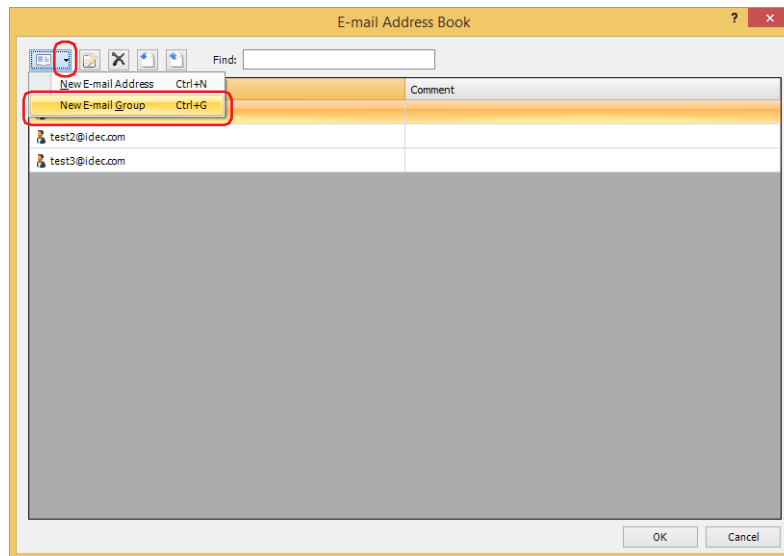 E-mail Address Book
?
Find:
New E-mail Address Ctrl+N
New E-mail Group Ctrl+G
Comment
test2@idec.com
test3@idec.com
OK Cancel